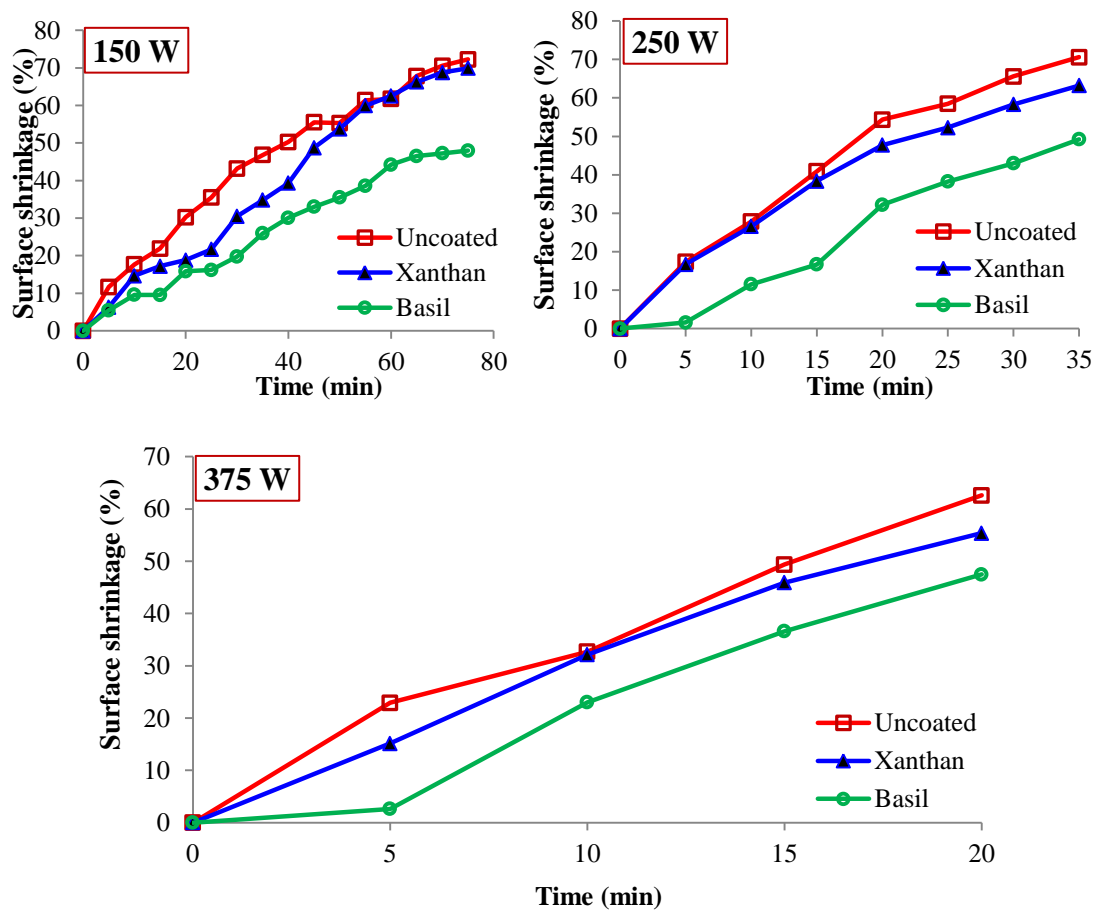 150 W
Surface shrinkage (%)
80
70
60
50
40
30
20
10
0
0 20 40 60 80
Time (min)
Uncoated
Xanthan
Basil
250 W
Surface shrinkage (%)
80
70
60
50
40
30
20
10
0
0 5 10 15 20 25 30 35
Time (min)
Uncoated
Xanthan
Basil
375 W
Surface shrinkage (%)
70
60
50
40
30
20
10
0
0 5 10 15 20
Time (min)
Uncoated
Xanthan
Basil